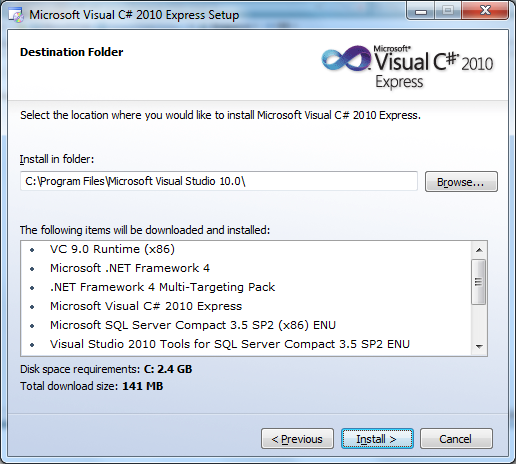 Microsoft Visual C# 2010 Express Setup
Destination Folder
Microsoft®
Visual C# 2010
Express
Select the location where you would like to install Microsoft Visual C# 2010 Express.
Install in folder:
C:\Program Files\Microsoft Visual Studio 10.0\
Browse...
The following items will be downloaded and installed:
• VC 9.0 Runtime (x86)
• Microsoft .NET Framework 4
• .NET Framework 4 Multi-Targeting Pack
• Microsoft Visual C# 2010 Express
• Microsoft SQL Server Compact 3.5 SP2 (x86) ENU
• Visual Studio 2010 Tools for SQL Server Compact 3.5 SP2 ENU
Disk space requirements: C: 2.4 GB
Total download size: 141 MB
< Previous
Install >
Cancel